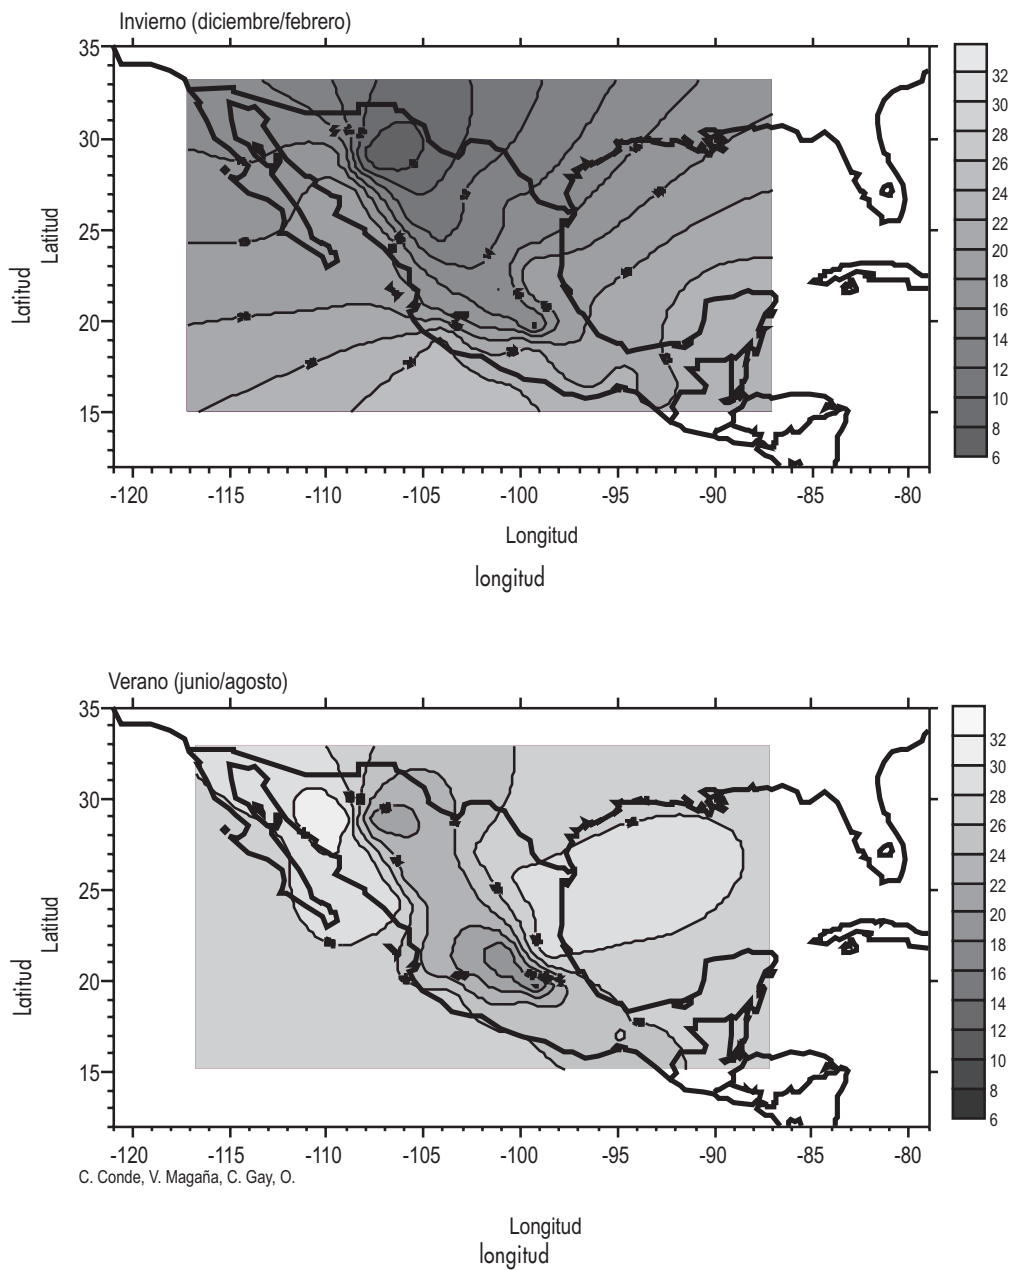 Invierno (diciembre/febrero)
35
30
25
20
15
Latitud
Latitud
-120 -115 -110 -105 -100 -95 -90 -85 -80
Longitud
longitud
32
30
28
26
24
22
20
18
16
14
12
10
8
6
Verano (junio/agosto)
35
30
25
20
15
Latitud
Latitud
-120 -115 -110 -105 -100 -95 -90 -85 -80
C. Conde, V. Magaña, C. Gay, O.
Longitud
longitud
32
30
28
26
24
22
20
18
16
14
12
10
8
6